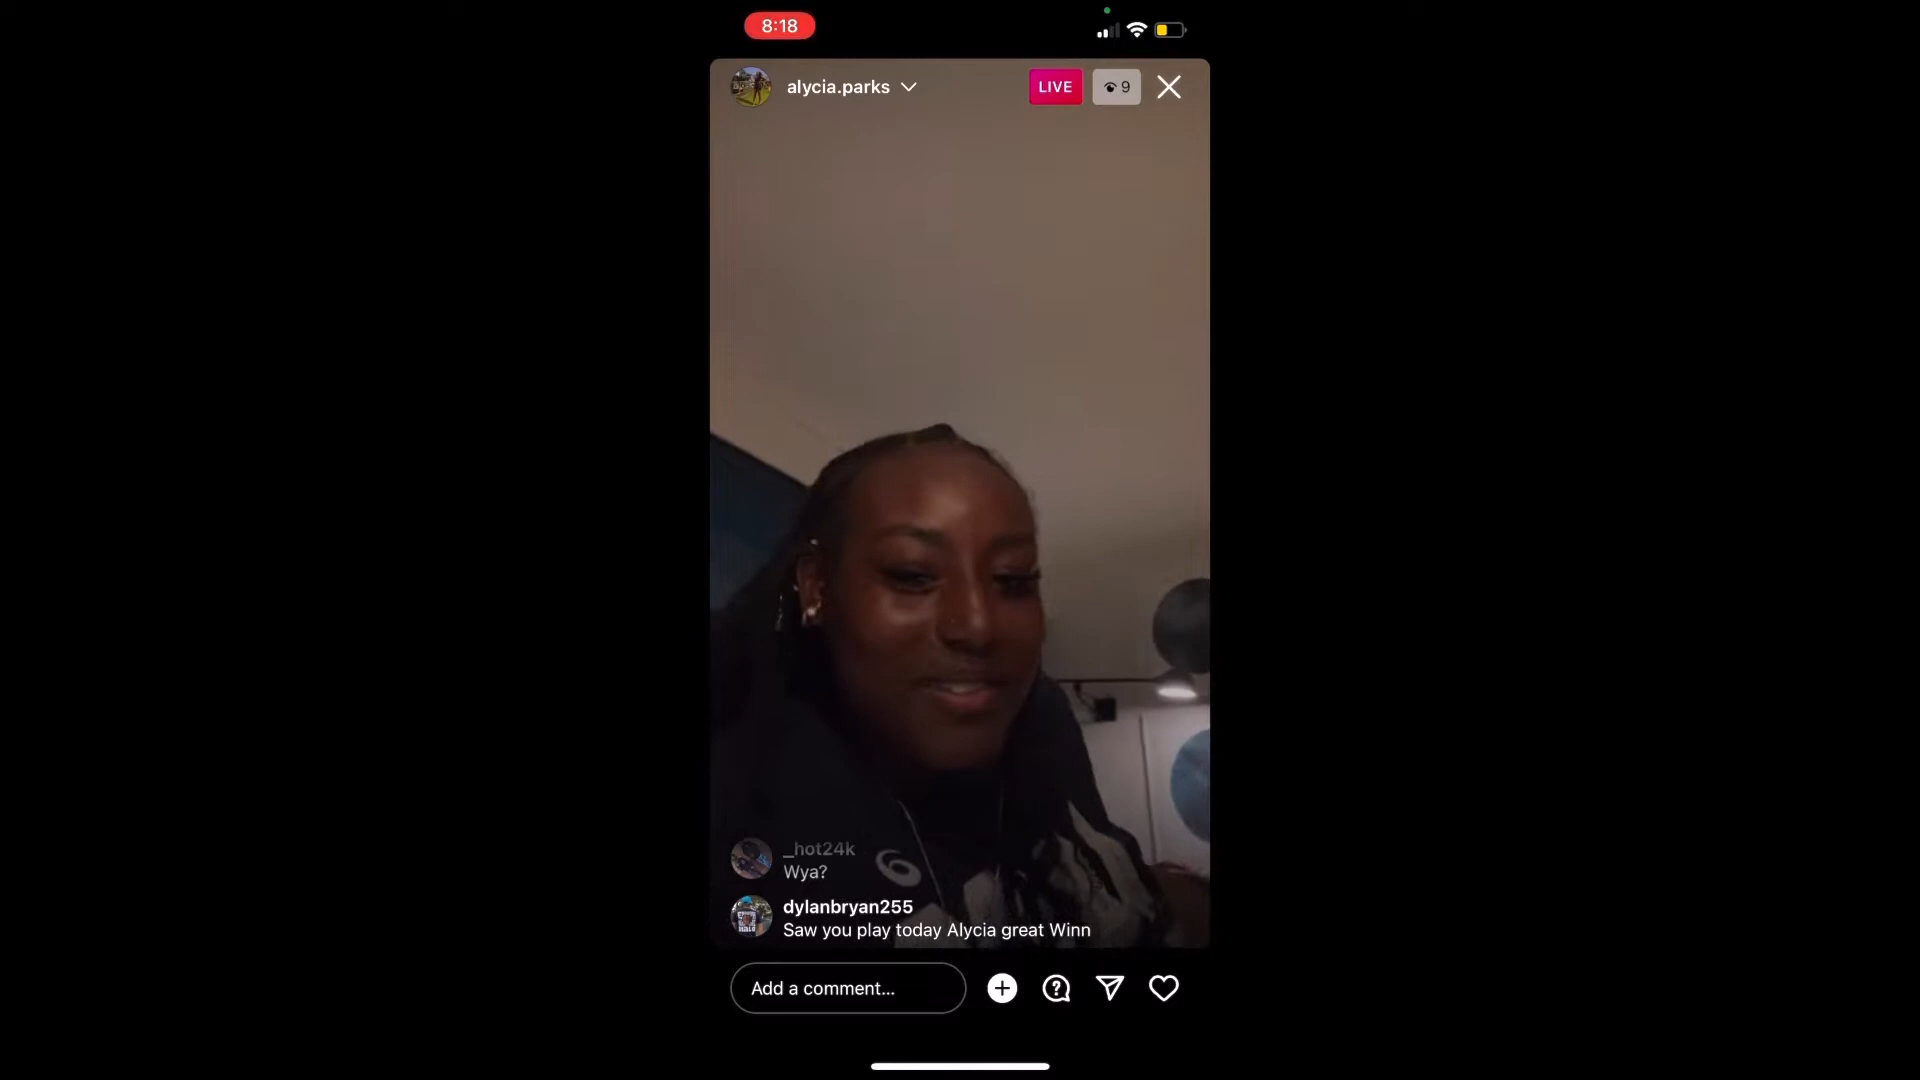 8:18
alycia.parks
LIVE
9
_hot24k
Wya?
dylanbryan255
Saw you play today Alycia great Winn
Add a comment...